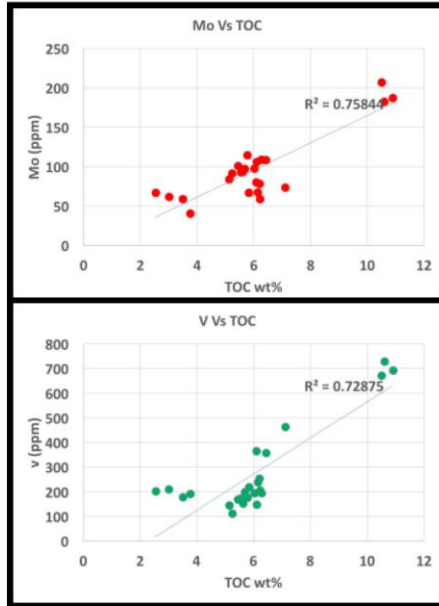 Mo Vs TOC
250
200
R² = 0.75844
150
100
50
0
Mo (ppm)
0 2 4 6 8 10 12
TOC wt%
V Vs TOC
800
700
600
R² = 0.72875
500
400
300
200
100
0
v (ppm)
0 2 4 6 8 10 12
TOC wt%